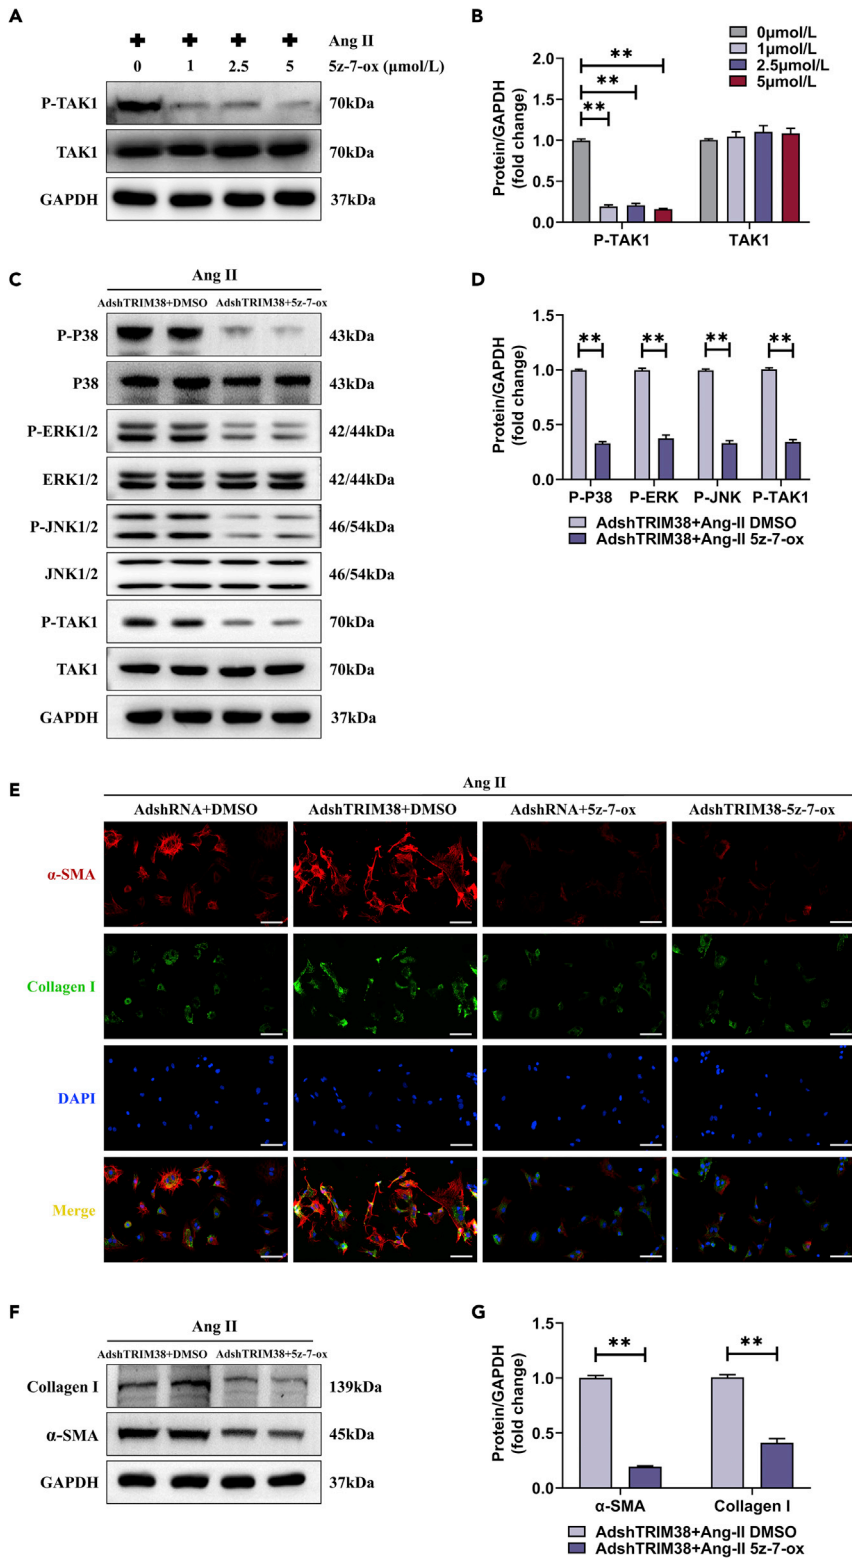 A
Ang II
0 1 2.5 5 5z-7-ox (μmol/L)
P-TAK1 70kDa
TAK1 70kDa
GAPDH 37kDa
B
0μmol/L
1μmol/L
2.5μmol/L
5μmol/L
Protein/GAPDH
(fold change)
2.0
1.5
1.0
0.5
0.0
**
**
**
P-TAK1 TAK1
C
Ang II
AdshTRIM38+DMSO AdshTRIM38+5z-7-ox
P-P38 43kDa
P38 43kDa
P-ERK1/2 42/44kDa
ERK1/2 42/44kDa
P-JNK1/2 46/54kDa
JNK1/2 46/54kDa
P-TAK1 70kDa
TAK1 70kDa
GAPDH 37kDa
D
Protein/GAPDH
(fold change)
1.5
1.0
0.5
0.0
** ** ** **
P-P38 P-ERK P-JNK P-TAK1
AdshTRIM38+Ang-II DMSO
AdshTRIM38+Ang-II 5z-7-ox
E
Ang II
AdshRNA+DMSO AdshTRIM38+DMSO AdshRNA+5z-7-ox AdshTRIM38-5z-7-ox
α-SMA
Collagen I
DAPI
Merge
F
Ang II
AdshTRIM38+DMSO AdshTRIM38+5z-7-ox
Collagen I 139kDa
α-SMA 45kDa
GAPDH 37kDa
G
Protein/GAPDH
(fold change)
1.5
1.0
0.5
0.0
** **
α-SMA Collagen I
AdshTRIM38+Ang-II DMSO
AdshTRIM38+Ang-II 5z-7-ox